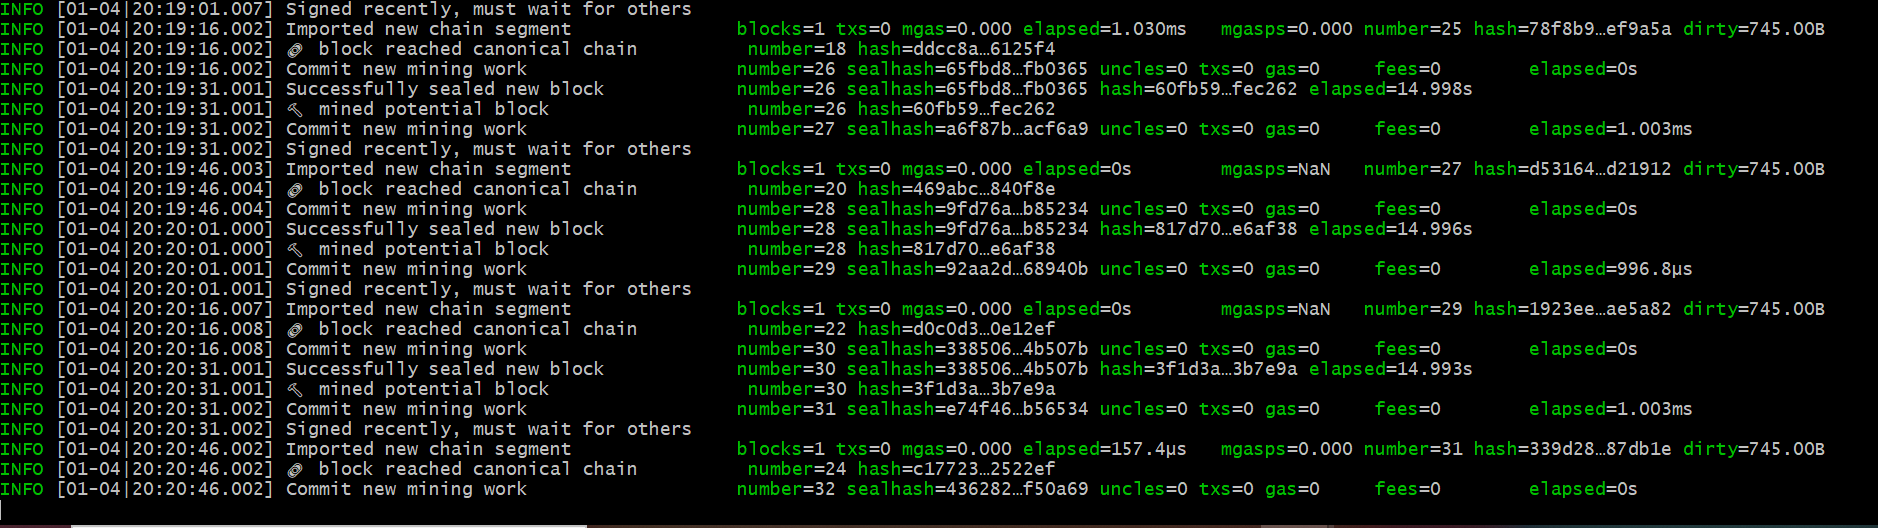 INFO [01-04|20:19:01.007] Signed recently, must wait for others
INFO [01-04|20:19:16.002] Imported new chain segment blocks=1 txs=0 mgas=0.000 elapsed=1.030ms mgasps=0.000 number=25 hash=78f8b9…ef9a5a dirty=745.00B
INFO [01-04|20:19:16.002] 🔗 block reached canonical chain number=18 hash=ddcc8a…6125f4
INFO [01-04|20:19:16.002] Commit new mining work number=26 sealhash=65fbd8…fb0365 uncles=0 txs=0 gas=0 fees=0 elapsed=0s
INFO [01-04|20:19:31.001] Successfully sealed new block number=26 sealhash=65fbd8…fb0365 hash=60fb59…fec262 elapsed=14.998s
INFO [01-04|20:19:31.001] 🔨 mined potential block number=26 hash=60fb59…fec262
INFO [01-04|20:19:31.002] Commit new mining work number=27 sealhash=a6f87b…acf6a9 uncles=0 txs=0 gas=0 fees=0 elapsed=1.003ms
INFO [01-04|20:19:31.002] Signed recently, must wait for others
INFO [01-04|20:19:46.003] Imported new chain segment blocks=1 txs=0 mgas=0.000 elapsed=0s mgasps=NaN number=27 hash=d53164…d21912 dirty=745.00B
INFO [01-04|20:19:46.004] 🔗 block reached canonical chain number=20 hash=469abc…840f8e
INFO [01-04|20:19:46.004] Commit new mining work number=28 sealhash=9fd76a…b85234 uncles=0 txs=0 gas=0 fees=0 elapsed=0s
INFO [01-04|20:20:01.000] Successfully sealed new block number=28 sealhash=9fd76a…b85234 hash=817d70…e6af38 elapsed=14.996s
INFO [01-04|20:20:01.000] 🔨 mined potential block number=28 hash=817d70…e6af38
INFO [01-04|20:20:01.001] Commit new mining work number=29 sealhash=92aa2d…68940b uncles=0 txs=0 gas=0 fees=0 elapsed=996.8µs
INFO [01-04|20:20:01.001] Signed recently, must wait for others
INFO [01-04|20:20:16.007] Imported new chain segment blocks=1 txs=0 mgas=0.000 elapsed=0s mgasps=NaN number=29 hash=1923ee…ae5a82 dirty=745.00B
INFO [01-04|20:20:16.008] 🔗 block reached canonical chain number=22 hash=d0c0d3…0e12ef
INFO [01-04|20:20:16.008] Commit new mining work number=30 sealhash=338506…4b507b uncles=0 txs=0 gas=0 fees=0 elapsed=0s
INFO [01-04|20:20:31.001] Successfully sealed new block number=30 sealhash=338506…4b507b hash=3f1d3a…3b7e9a elapsed=14.993s
INFO [01-04|20:20:31.001] 🔨 mined potential block number=30 hash=3f1d3a…3b7e9a
INFO [01-04|20:20:31.002] Commit new mining work number=31 sealhash=e74f46…b56534 uncles=0 txs=0 gas=0 fees=0 elapsed=1.003ms
INFO [01-04|20:20:31.002] Signed recently, must wait for others
INFO [01-04|20:20:46.002] Imported new chain segment blocks=1 txs=0 mgas=0.000 elapsed=157.4µs mgasps=0.000 number=31 hash=339d28…87db1e dirty=745.00B
INFO [01-04|20:20:46.002] 🔗 block reached canonical chain number=24 hash=c17723…2522ef
INFO [01-04|20:20:46.002] Commit new mining work number=32 sealhash=436282…f50a69 uncles=0 txs=0 gas=0 fees=0 elapsed=0s